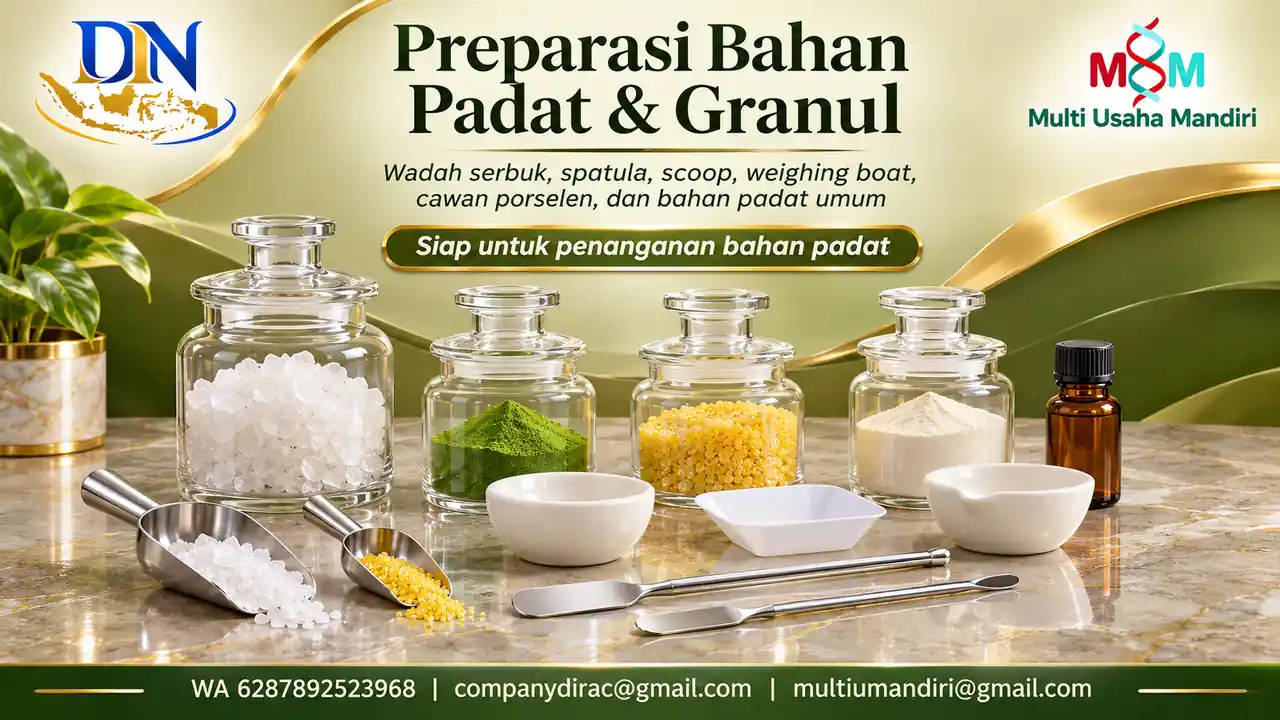 DN
Preparasi Bahan
Padat & Granul
Wadah serbuk, spatula, scoop, weighing boat,
cawan porselen, dan bahan padat umum
Siap untuk penanganan bahan padat
M M
Multi Usaha Mandiri
WA 6287892523968 | companydirac@gmail.com | multiumandiri@gmail.com